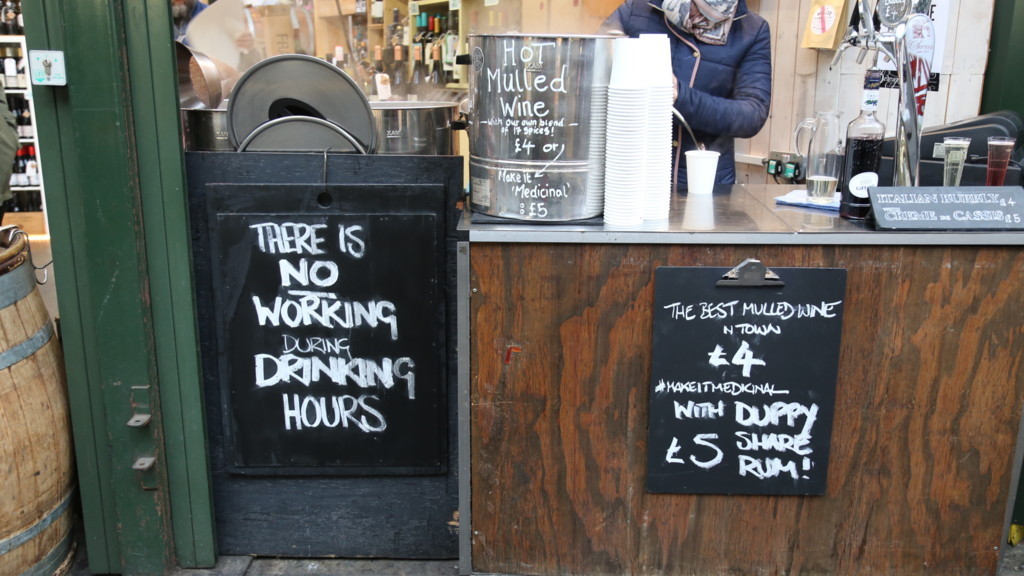 THERE IS
NO
WORKING
DURING
DRINKING
HOURS
HOT
Mulled
Wine
with our own blend
of 17 spices!
£4 or
Make it
'Medicinal'
£5
THE BEST MULLED WINE
N TOWN
£4
#MAKEITMEDICINAL
WITH DUPPY
£5 SHARE
RUM!
ITALIAN BUBBLY £4
CREME DE CASSIS £5